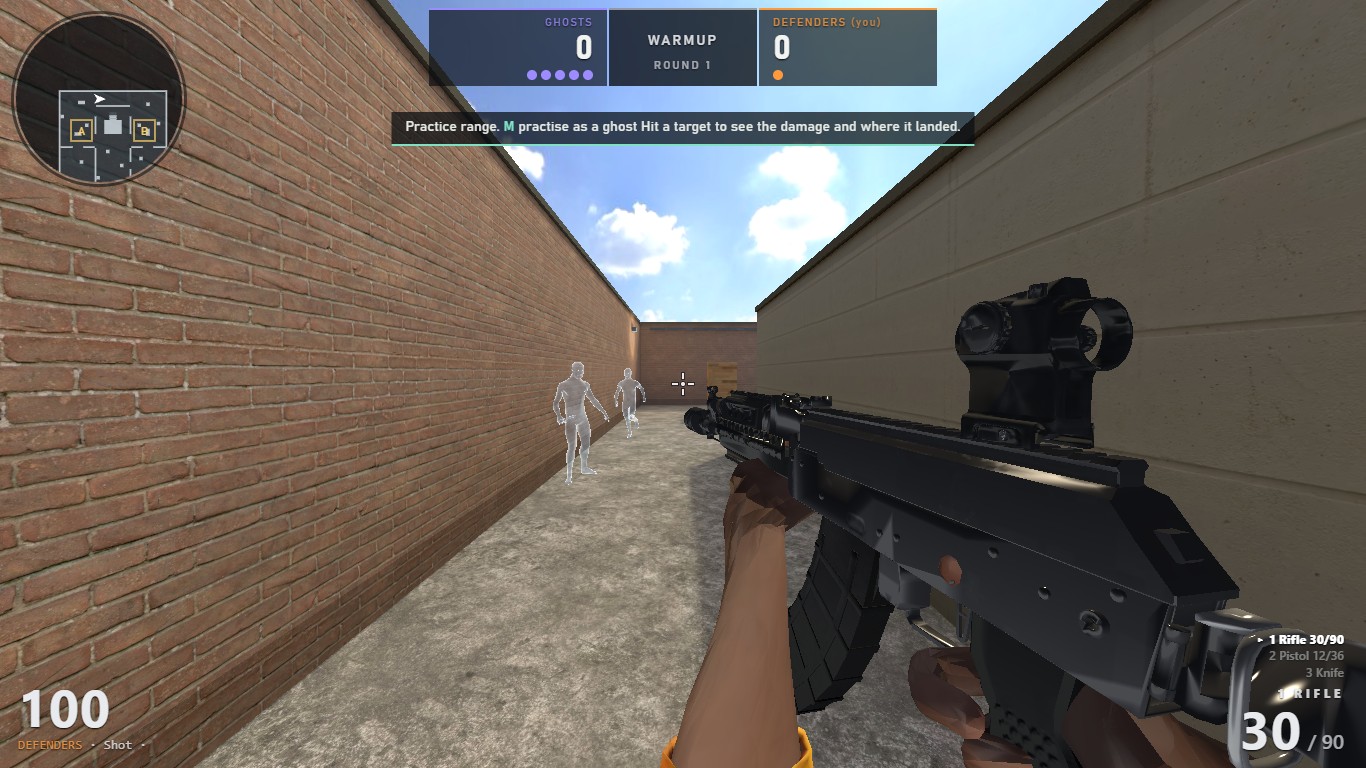 GHOSTS
0
WARMUP
ROUND 1
DEFENDERS (you)
0
Practice range. M practise as a ghost Hit a target to see the damage and where it landed.
A
B
1 Rifle 30/90
2 Pistol 12/36
3 Knife
RIFLE
30 / 90
100
DEFENDERS · Shot ·